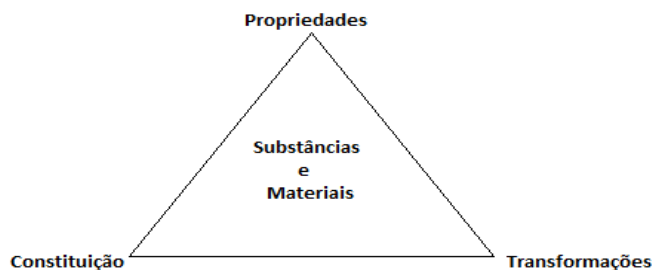 Propriedades
Substâncias
e
Materiais
Constituição
Transformações